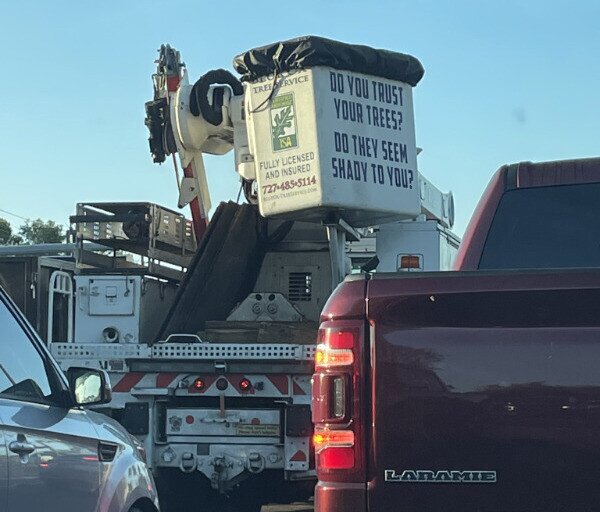 TREE SERVICE
DO YOU TRUST
YOUR TREES?
DO THEY SEEM
SHADY TO YOU?
TSA
FULLY LICENSED
AND INSURED
727•485•5114
LARAMIE